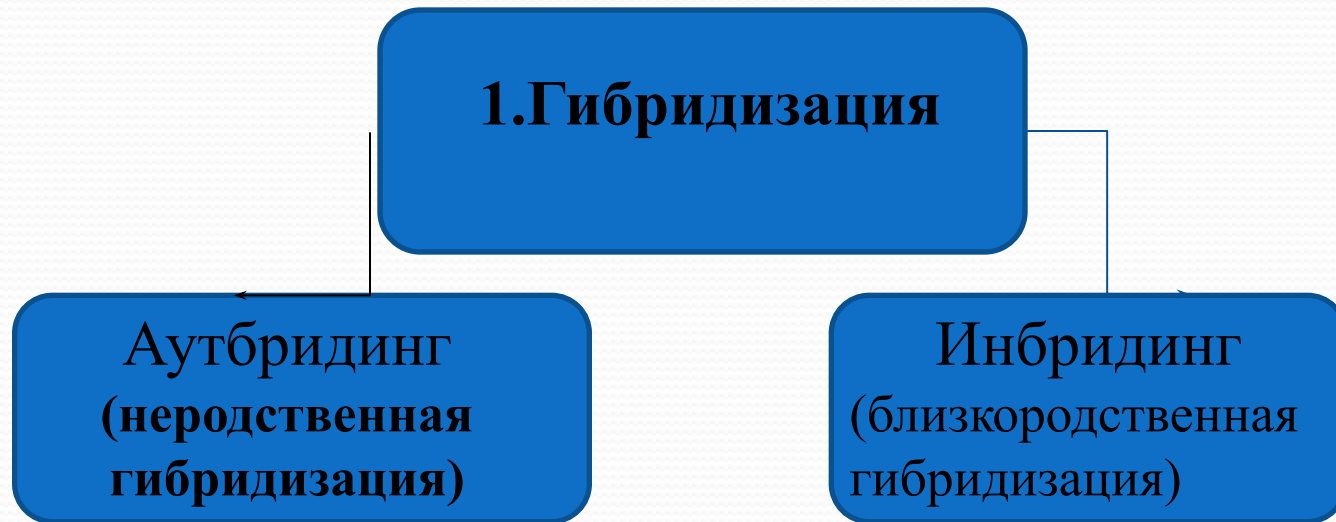 1.Гибридизация
Аутбридинг
(неродственная
гибридизация)
Инбридинг
(близкородственная
гибридизация)